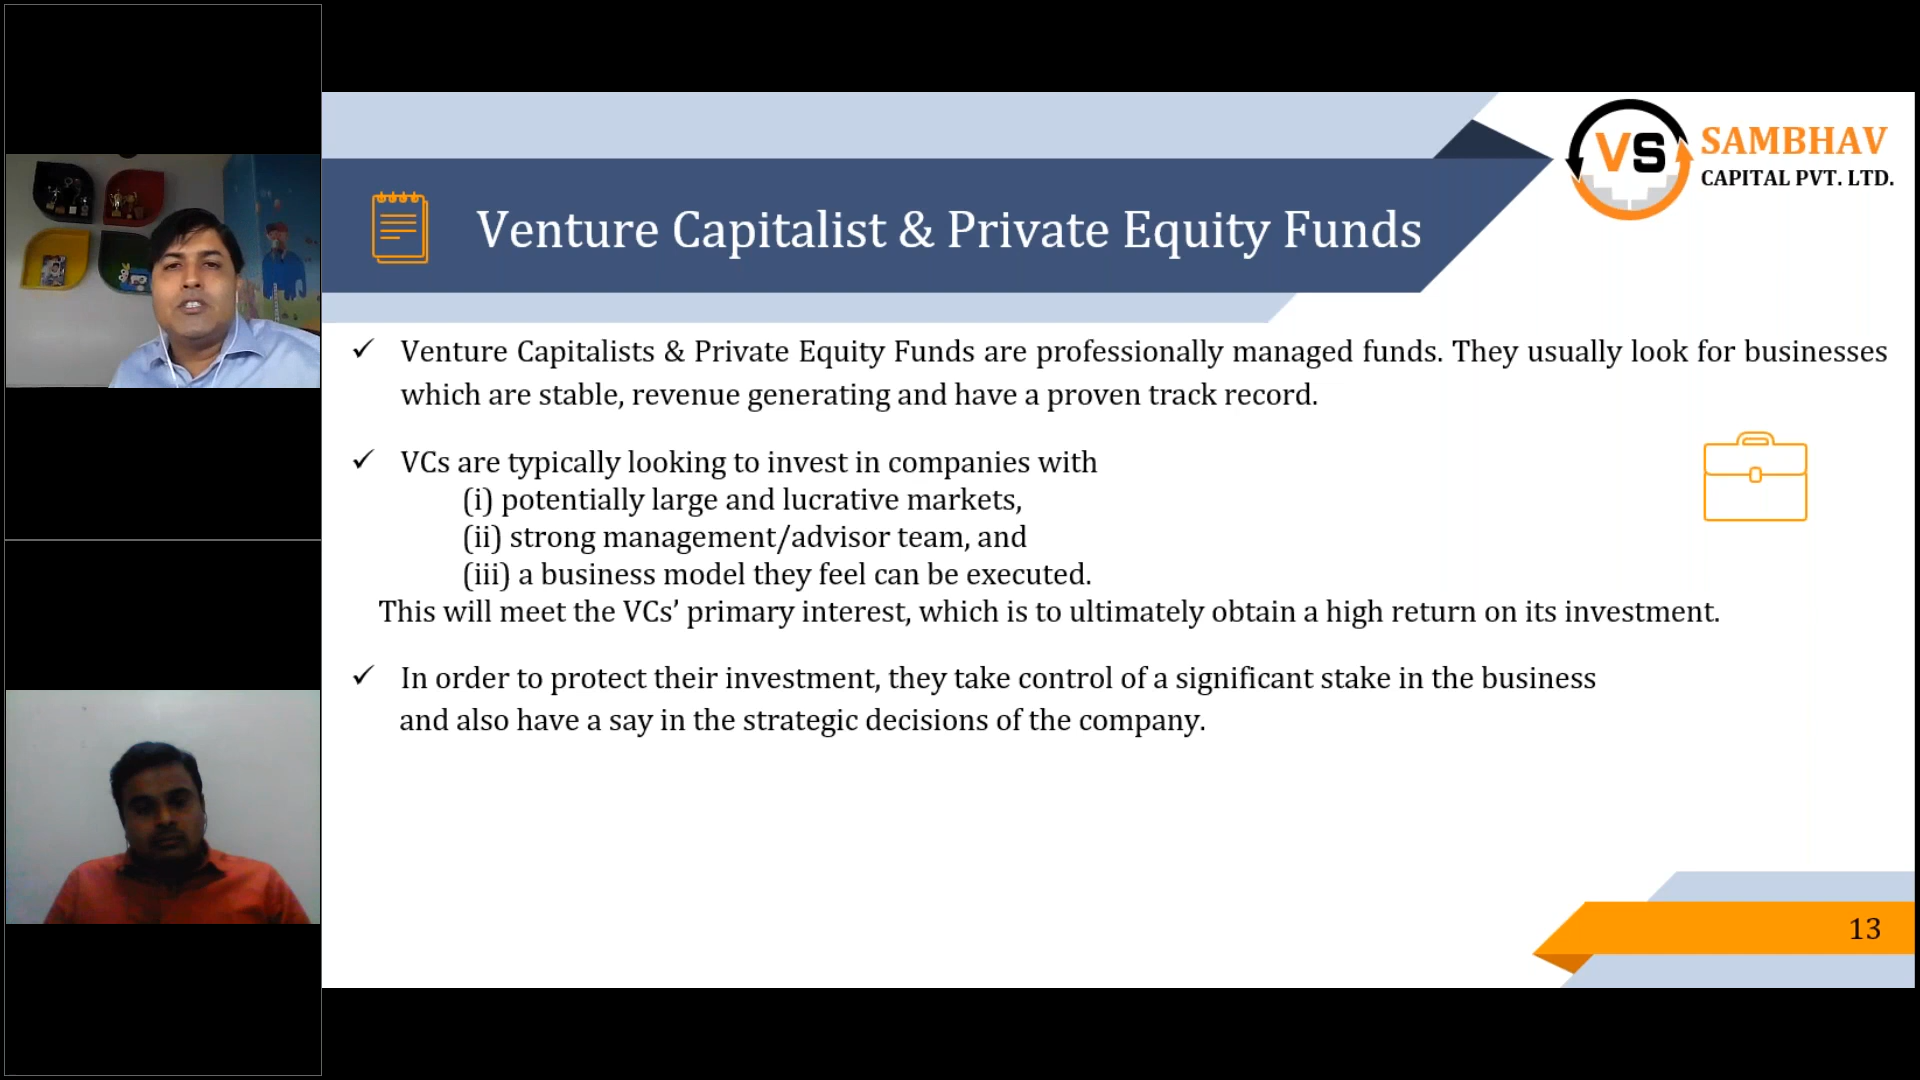 VS SAMBHAV
CAPITAL PVT. LTD.
Venture Capitalist & Private Equity Funds
✓ Venture Capitalists & Private Equity Funds are professionally managed funds. They usually look for businesses
which are stable, revenue generating and have a proven track record.
✓ VCs are typically looking to invest in companies with
(i) potentially large and lucrative markets,
(ii) strong management/advisor team, and
(iii) a business model they feel can be executed.
This will meet the VCs’ primary interest, which is to ultimately obtain a high return on its investment.
✓ In order to protect their investment, they take control of a significant stake in the business
and also have a say in the strategic decisions of the company.
13